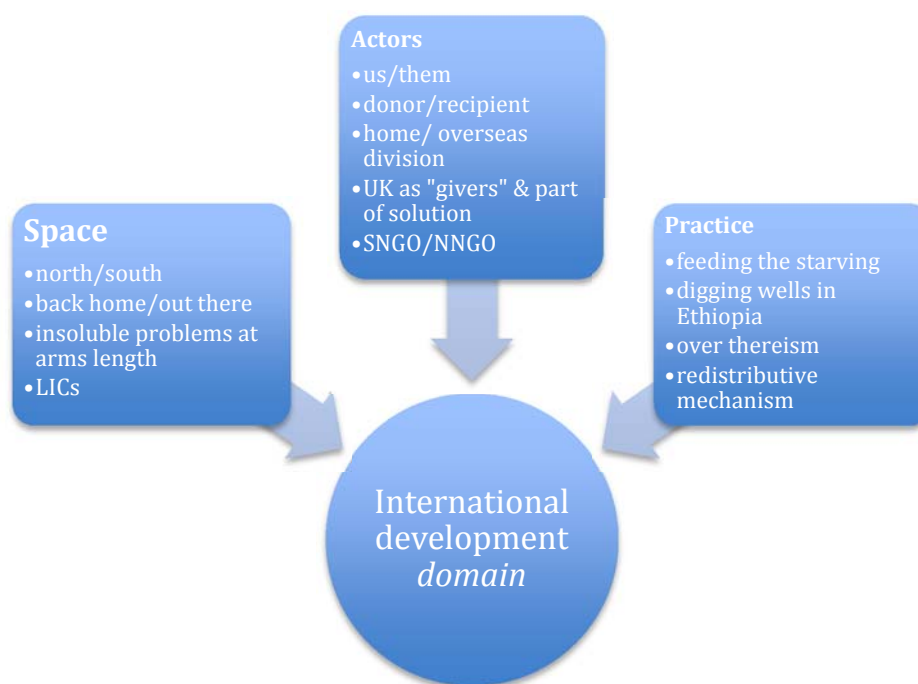 Actors
•us/them
•donor/recipient
•home/ overseas
division
•UK as "givers" & part
of solution
•SNGO/NNGO
Space
•north/south
•back home/out there
•insoluble problems at
arms length
•LICs
Practice
•feeding the starving
•digging wells in
Ethiopia
•over thereism
•redistributive
mechanism
International
development
domain